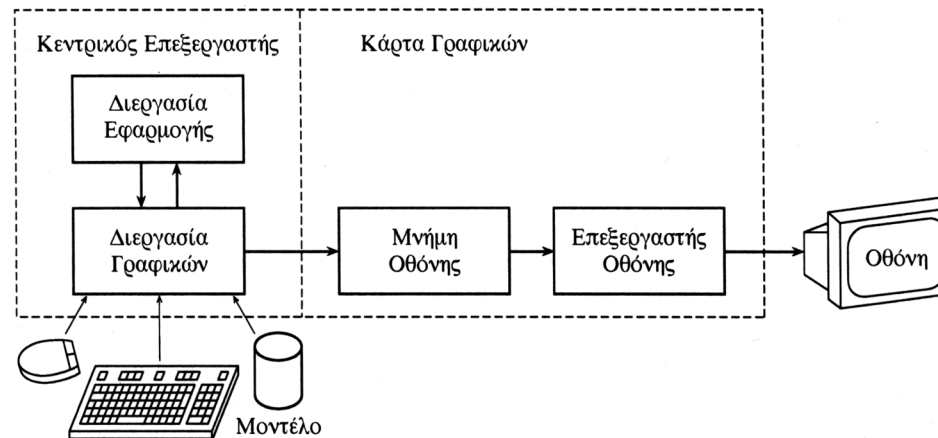 Κεντρικός Επεξεργαστής
Κάρτα Γραφικών
Διεργασία
Εφαρμογής
Διεργασία
Γραφικών
Μνήμη
Οθόνης
Επεξεργαστής
Οθόνης
Οθόνη
Μοντέλο